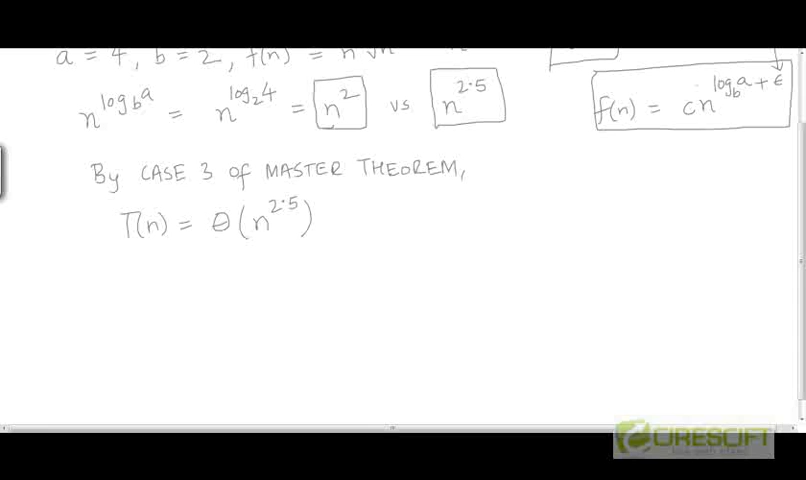 a = 4, b = 2, f(n) = n √n
n^{log_b a} = n^{log_2 4} = n^2 vs n^{2.5}
f(n) = cn^{log_b a + ε}
By CASE 3 of MASTER THEOREM,
T(n) = θ(n^{2.5})
CIRESCIFT